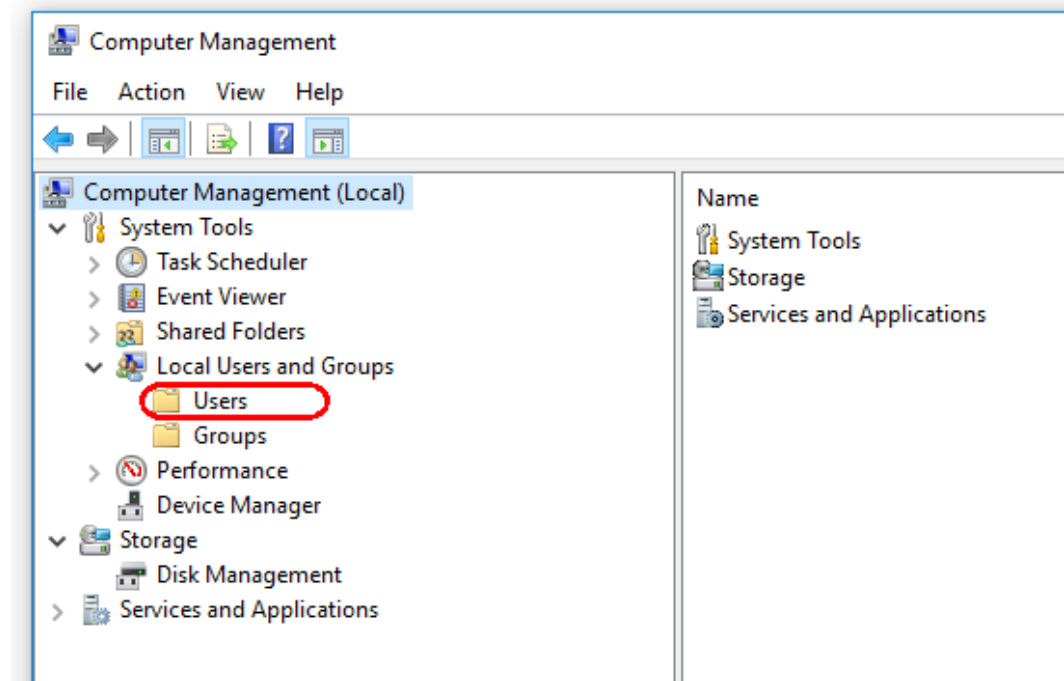 Computer Management
File Action View Help
Computer Management (Local)
System Tools
Task Scheduler
Event Viewer
Shared Folders
Local Users and Groups
Users
Groups
Performance
Device Manager
Storage
Disk Management
Services and Applications
Name
System Tools
Storage
Services and Applications